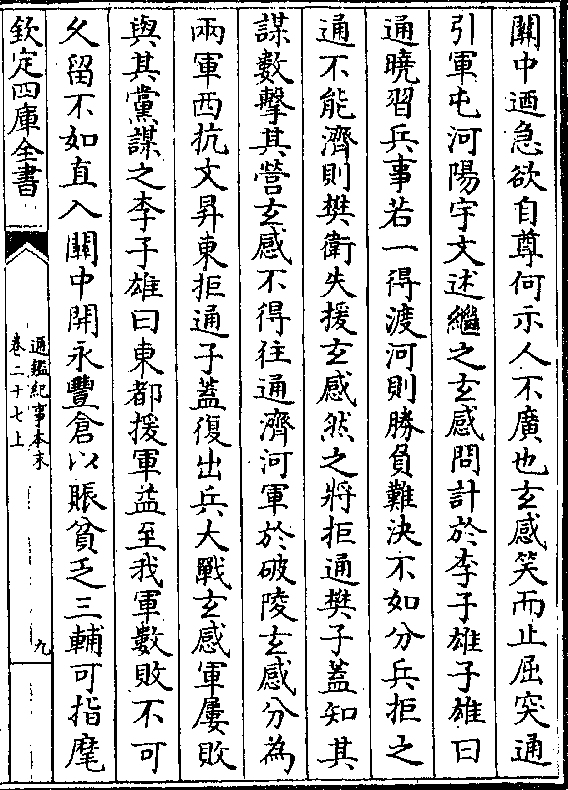 關中迺急欲自尊何示人不廣也玄感笑而止屈突通
引軍屯河陽宇文述繼之玄感問計於李子雄子雄曰
通曉習兵事若一得渡河則勝負難決不如分兵拒之
通不能濟則樊衛失援玄感然之將拒通樊子蓋知其
謀數擊其營玄感不得往通濟河軍於破陵玄感分為
兩軍西抗文昇東拒通子蓋復出兵大戰玄感軍屢敗
與其黨謀之李子雄曰東都援軍益至我軍數敗不可
久留不如直入關中開永豐倉以賑貧乏三輔可指麾
欽定四庫全書
通鑑紀事本末
卷二十七上
九